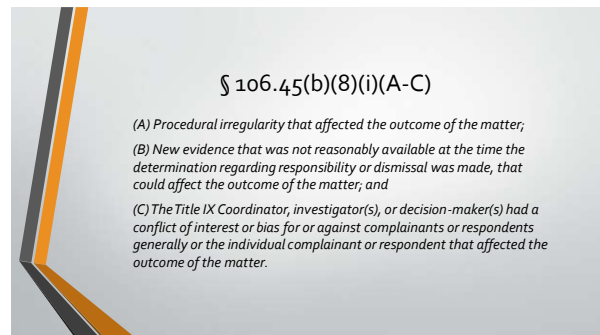 § 106.45(b)(8)(i)(A-C)
(A) Procedural irregularity that affected the outcome of the matter;
(B) New evidence that was not reasonably available at the time the
determination regarding responsibility or dismissal was made, that
could affect the outcome of the matter; and
(C) The Title IX Coordinator, investigator(s), or decision-maker(s) had a
conflict of interest or bias for or against complainants or respondents
generally or the individual complainant or respondent that affected the
outcome of the matter.